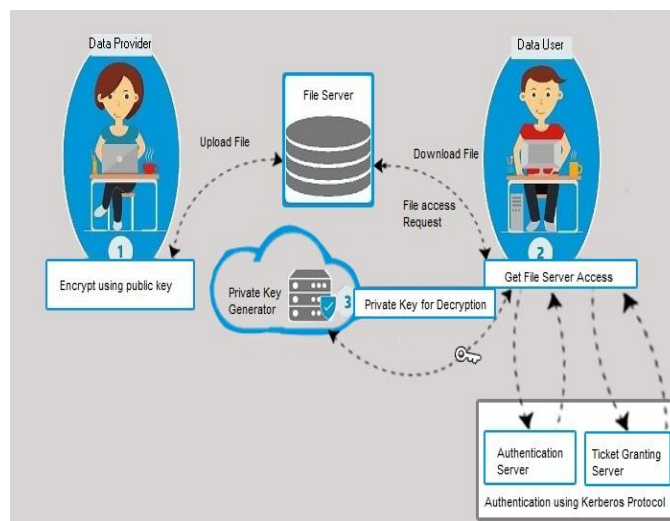 Data Provider
Data User
File Server
Upload File
Download File
File access
Request
1
2
Encrypt using public key
Get File Server Access
Private Key
Generator
3
Private Key for Decryption
Authentication
Server
Ticket Granting
Server
Authentication using Kerberos Protocol